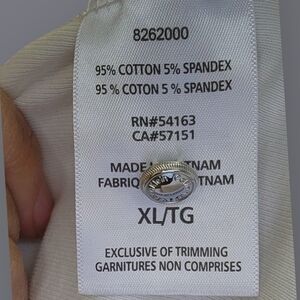 8262000
95% COTTON 5% SPANDEX
95 % COTON 5 % SPANDEX
RN#54163
CA#57151
MADE TNAM
FABRIQ TNAM
XL/TG
EXCLUSIVE OF TRIMMING
GARNITURES NON COMPRISES